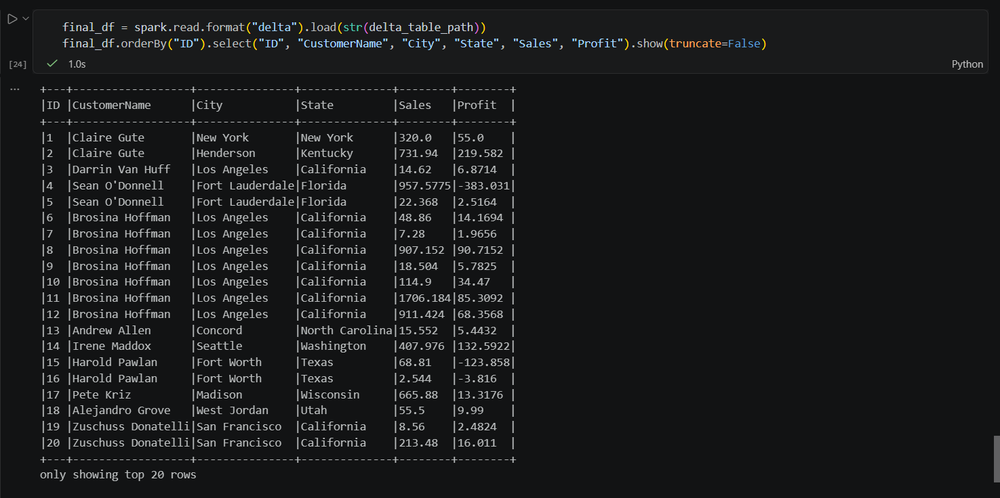 final_df = spark.read.format("delta").load(str(delta_table_path))
final_df.orderBy("ID").select("ID", "CustomerName", "City", "State", "Sales", "Profit").show(truncate=False)
[24] 1.0s Python
...
+---+------------------+---------------+--------------+--------+--------+
|ID |CustomerName      |City           |State         |Sales   |Profit  |
+---+------------------+---------------+--------------+--------+--------+
|1  |Claire Gute       |New York       |New York      |320.0   |55.0    |
|2  |Claire Gute       |Henderson      |Kentucky      |731.94  |219.582 |
|3  |Darrin Van Huff   |Los Angeles    |California    |14.62   |6.8714  |
|4  |Sean O'Donnell    |Fort Lauderdale|Florida       |957.5775|-383.031|
|5  |Sean O'Donnell    |Fort Lauderdale|Florida       |22.368  |2.5164  |
|6  |Brosina Hoffman   |Los Angeles    |California    |48.86   |14.1694 |
|7  |Brosina Hoffman   |Los Angeles    |California    |7.28    |1.9656  |
|8  |Brosina Hoffman   |Los Angeles    |California    |907.152 |90.7152 |
|9  |Brosina Hoffman   |Los Angeles    |California    |18.504  |5.7825  |
|10 |Brosina Hoffman   |Los Angeles    |California    |114.9   |34.47   |
|11 |Brosina Hoffman   |Los Angeles    |California    |1706.184|85.3092 |
|12 |Brosina Hoffman   |Los Angeles    |California    |911.424 |68.3568 |
|13 |Andrew Allen      |Concord        |North Carolina|15.552  |5.4432  |
|14 |Irene Maddox      |Seattle        |Washington    |407.976 |132.5922|
|15 |Harold Pawlan     |Fort Worth     |Texas         |68.81   |-123.858|
|16 |Harold Pawlan     |Fort Worth     |Texas         |2.544   |-3.816  |
|17 |Pete Kriz         |Madison        |Wisconsin     |665.88  |13.3176 |
|18 |Alejandro Grove   |West Jordan    |Utah          |55.5    |9.99    |
|19 |Zuschuss Donatelli|San Francisco  |California    |8.56    |2.4824  |
|20 |Zuschuss Donatelli|San Francisco  |California    |213.48  |16.011  |
+---+------------------+---------------+--------------+--------+--------+
only showing top 20 rows